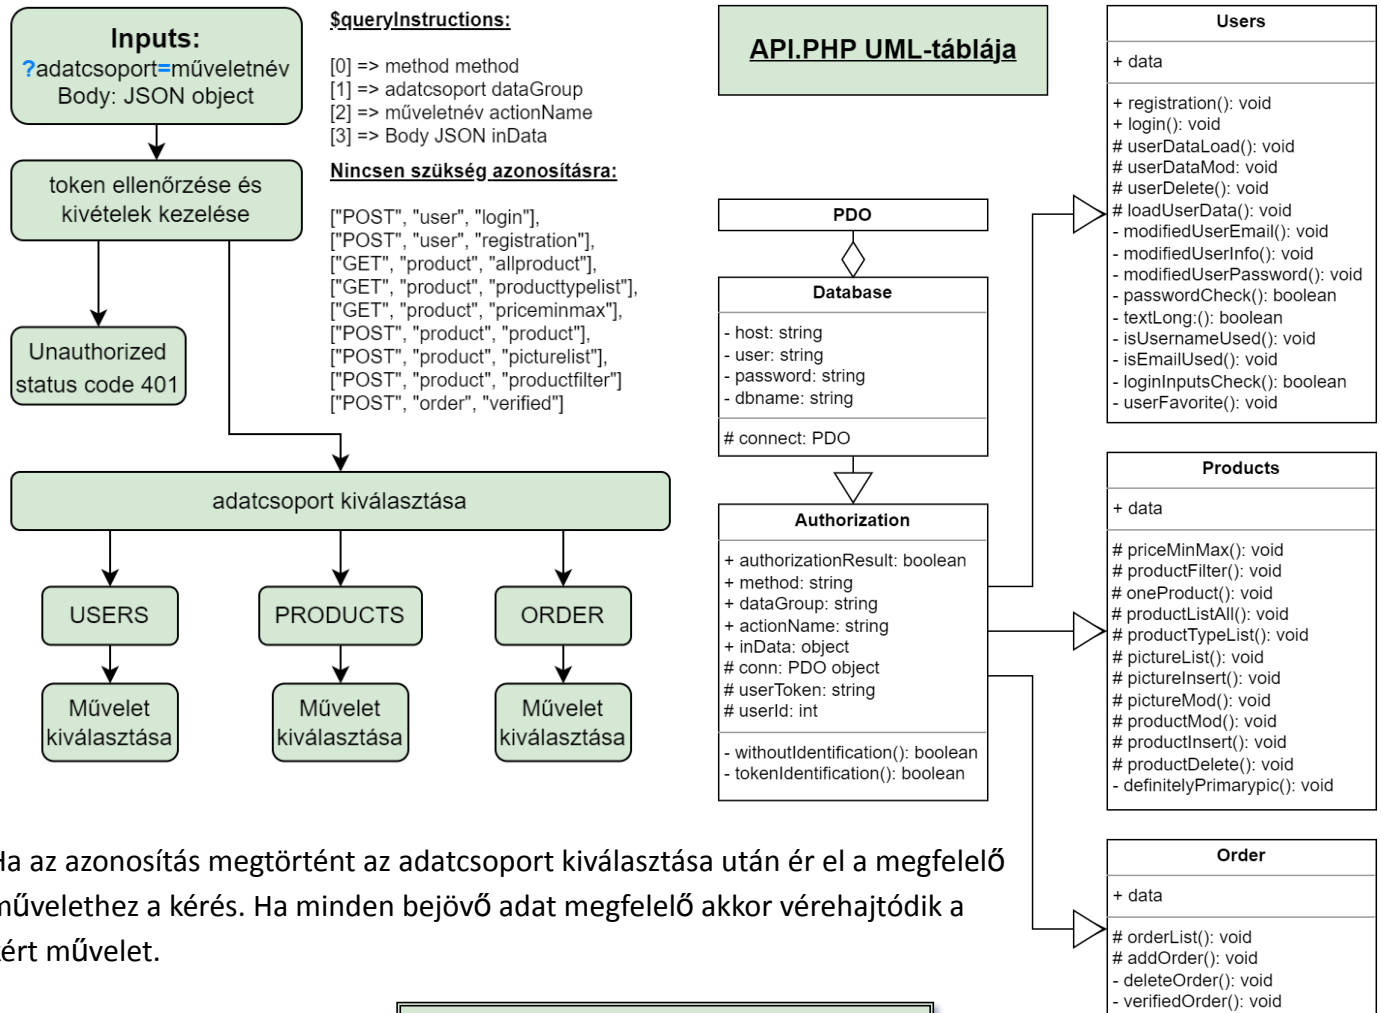 Inputs:
?adatcsoport=műveletnév
Body: JSON object
token ellenőrzése és
kivételek kezelése
Unauthorized
status code 401
$queryInstructions:
[0] => method method
[1] => adatcsoport dataGroup
[2] => műveletnév actionName
[3] => Body JSON inData
Nincsen szükség azonosításra:
["POST", "user", "login"],
["POST", "user", "registration"],
["GET", "product", "allproduct"],
["GET", "product", "producttypelist"],
["GET", "product", "priceminmax"],
["POST", "product", "product"],
["POST", "product", "picturelist"],
["POST", "product", "productfilter"]
["POST", "order", "verified"]
adatcsoport kiválasztása
USERS
PRODUCTS
ORDER
Művelet
kiválasztása
Művelet
kiválasztása
Művelet
kiválasztása
API.PHP UML-táblája
PDO
Database
- host: string
- user: string
- password: string
- dbname: string
# connect: PDO
Authorization
+ authorizationResult: boolean
+ method: string
+ dataGroup: string
+ actionName: string
+ inData: object
# conn: PDO object
# userToken: string
# userId: int
- withoutIdentification(): boolean
- tokenIdentification(): boolean
Users
+ data
+ registration(): void
+ login(): void
# userDataLoad(): void
# userDataMod: void
# userDelete(): void
# loadUserData(): void
- modifiedUserEmail(): void
- modifiedUserInfo(): void
- modifiedUserPassword(): void
- passwordCheck(): boolean
- textLong:(): boolean
- isUsernameUsed(): void
- isEmailUsed(): void
- loginInputsCheck(): boolean
- userFavorite(): void
Products
+ data
# priceMinMax(): void
# productFilter(): void
# oneProduct(): void
# productListAll(): void
# productTypeList(): void
# pictureList(): void
# pictureInsert(): void
# pictureMod(): void
# productMod(): void
# productInsert(): void
# productDelete(): void
- definitelyPrimarypic(): void
Order
+ data
# orderList(): void
# addOrder(): void
- deleteOrder(): void
- verifiedOrder(): void
Ha az azonosítás megtörtént az adatcsoport kiválasztása után ér el a megfelelő
művelethez a kérés. Ha minden bejövő adat megfelelő akkor vérehajtódik a
kért művelet.